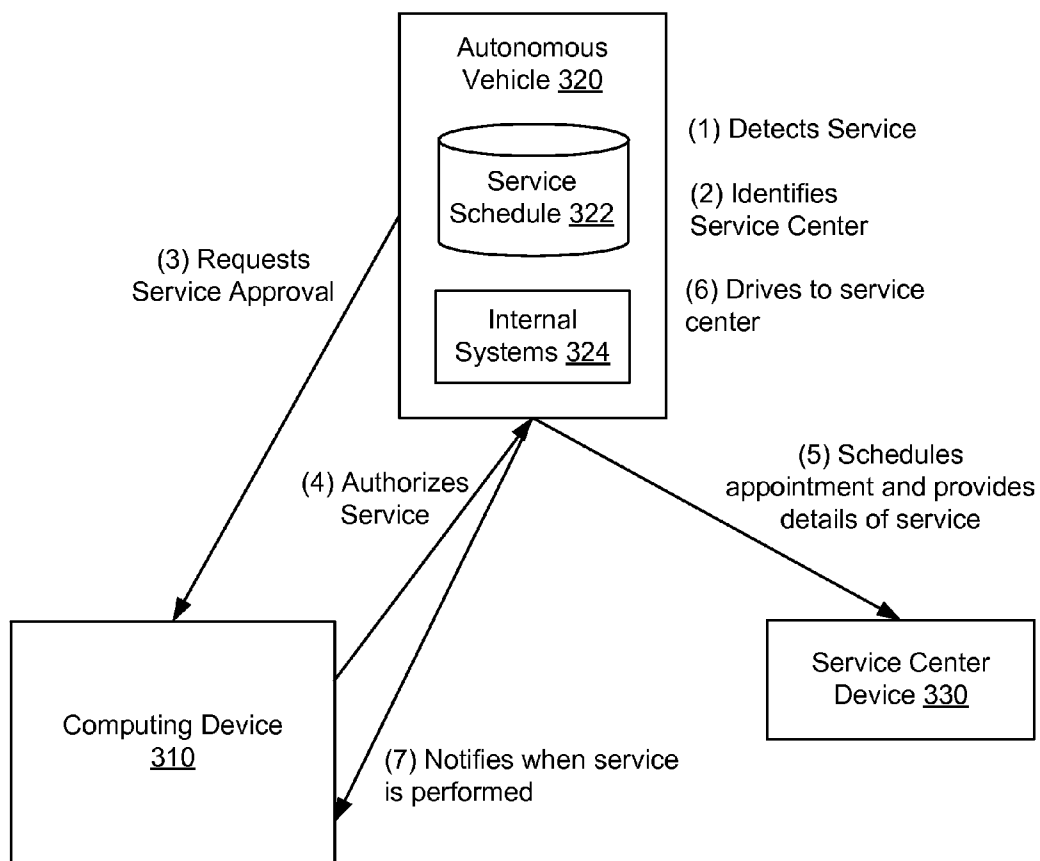 Autonomous
Vehicle 320
Service
Schedule 322
Internal
Systems 324
(1) Detects Service
(2) Identifies
Service Center
(6) Drives to service
center
(3) Requests
Service Approval
(4) Authorizes
Service
(5) Schedules
appointment and provides
details of service
Computing Device
310
(7) Notifies when service
is performed
Service Center
Device 330